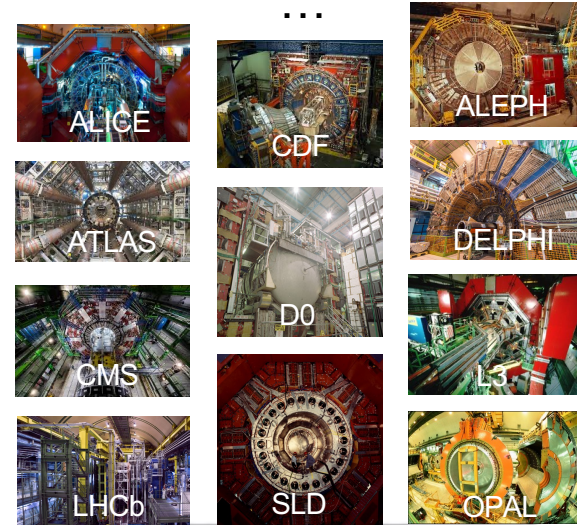 ...
ALICE
ATLAS
CMS
LHCb
CDF
D0
SLD
ALEPH
DELPHI
L3
OPAL